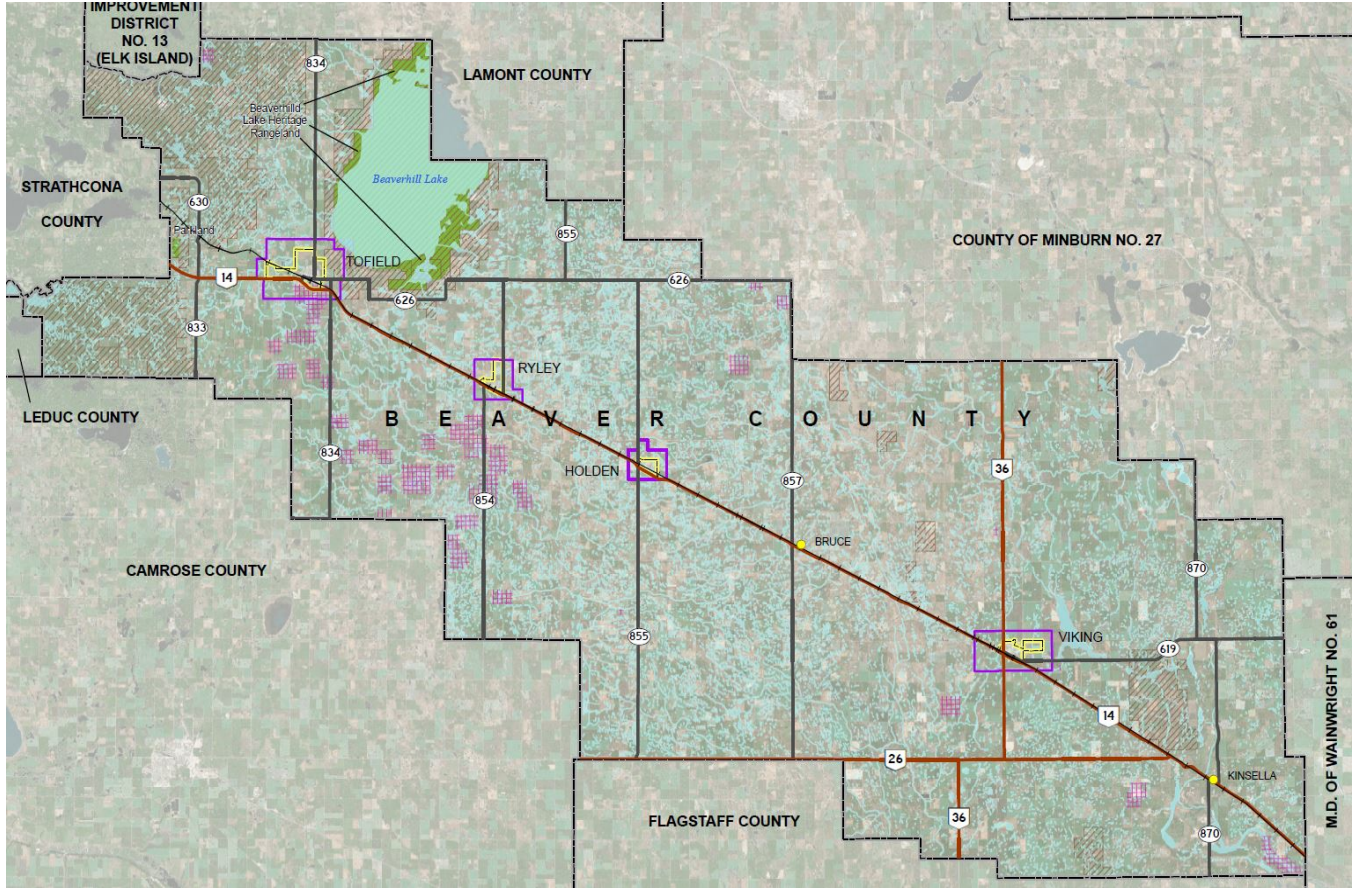 IMPROVEMENT
DISTRICT
NO. 13
(ELK ISLAND)
834
LAMONT COUNTY
Beaverhill
Lake Heritage
Rangeland
Beaverhill Lake
STRATHCONA
COUNTY
630
Parkland
855
COUNTY OF MINBURN NO. 27
TOFIELD
14
626
626
833
RYLEY
LEDUC COUNTY
BEAVER COUNTY
834
HOLDEN
36
857
854
BRUCE
CAMROSE COUNTY
870
855
VIKING
619
14
26
KINSELLA
36
FLAGSTAFF COUNTY
870
M.D. OF WAINWRIGHT NO. 61